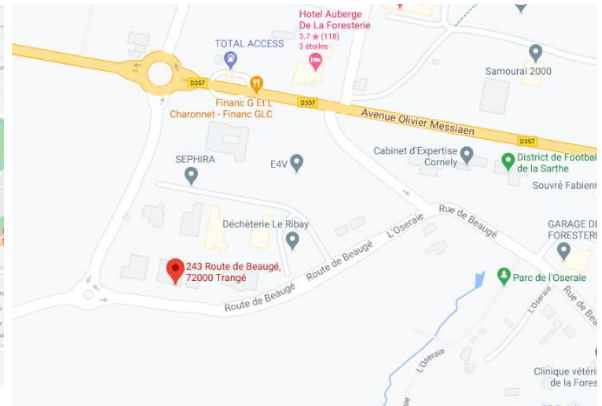 Hotel Auberge
De La Foresterie
3.7 ★ (118)
3 étoiles
TOTAL ACCESS
Samourai 2000
D357
Financ G Et L
Charonnet - Financ GLC
D357
Avenue Olivier Messiaen
D357
SEPHIRA
E4V
Cabinet d'Expertise
Cornely
District de Footbal
de la Sarthe
Souvré Fabienn
Déchèterie Le Ribay
L'Oseraie
Rue de Beaugé
GARAGE DE
FORESTERI
243 Route de Beaugé,
72000 Trangé
Route de Beaugé
Route de Beaugé
Parc de l'Oseraie
L'Oseraie
Rue de Be
L'Oseraie
Clinique vétéri
de la Fores